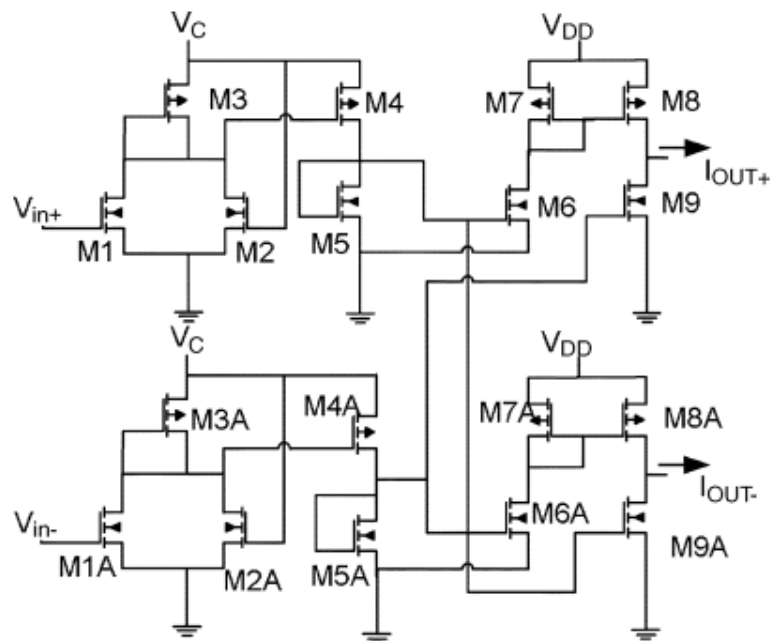 VC
VDD
M3
M4
M7
M8
IOUT+
Vin+
M1
M2
M5
M6
M9
VC
VDD
M3A
M4A
M7A
M8A
IOUT-
Vin-
M1A
M2A
M5A
M6A
M9A